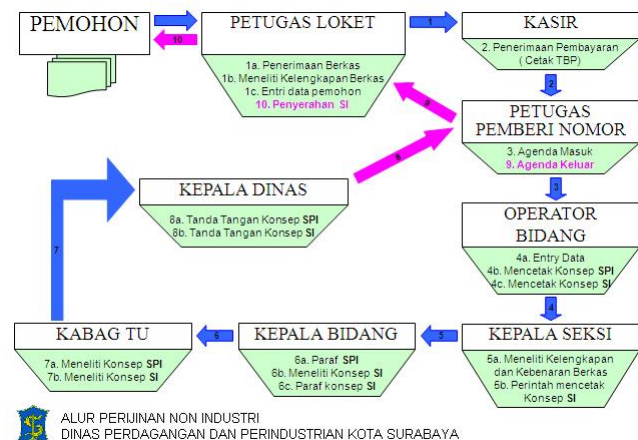 PEMOHON
10
PETUGAS LOKET
1a. Penerimaan Berkas
1b. Meneliti Kelengkapan Berkas
1c. Entri data pemohon
10. Penyerahan SI
1
KASIR
2. Penerimaan Pembayaran
( Cetak TBP)
2
PETUGAS
PEMBERI NOMOR
3. Agenda Masuk
9. Agenda Keluar
9
3
OPERATOR
BIDANG
4a. Entry Data
4b. Mencetak Konsep SPI
4c. Mencetak Konsep SI
4
KEPALA SEKSI
5a. Meneliti Kelengkapan
dan Kebenaran Berkas
5b. Perintah mencetak
Konsep SI
5
KEPALA BIDANG
6a. Paraf SPI
6b. Meneliti Konsep SI
6c. Paraf konsep SI
6
KABAG TU
7a. Meneliti Konsep SPI
7b. Meneliti Konsep SI
7
KEPALA DINAS
8a. Tanda Tangan Konsep SPI
8b. Tanda Tangan Konsep SI
8
ALUR PERIJINAN NON INDUSTRI
DINAS PERDAGANGAN DAN PERINDUSTRIAN KOTA SURABAYA